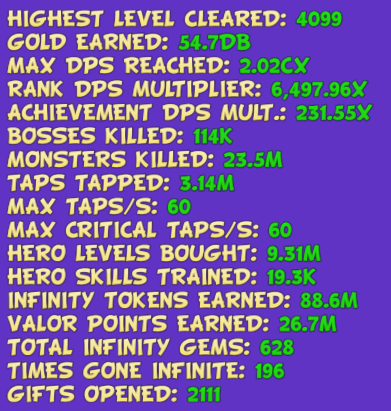 HIGHEST LEVEL CLEARED: 4099
GOLD EARNED: 54.7DB
MAX DPS REACHED: 2.02CX
RANK DPS MULTIPLIER: 6,497.96X
ACHIEVEMENT DPS MULT.: 231.55X
BOSSES KILLED: 114K
MONSTERS KILLED: 23.5M
TAPS TAPPED: 3.14M
MAX TAPS/S: 60
MAX CRITICAL TAPS/S: 60
HERO LEVELS BOUGHT: 9.31M
HERO SKILLS TRAINED: 19.3K
INFINITY TOKENS EARNED: 88.6M
VALOR POINTS EARNED: 26.7M
TOTAL INFINITY GEMS: 628
TIMES GONE INFINITE: 196
GIFTS OPENED: 2111